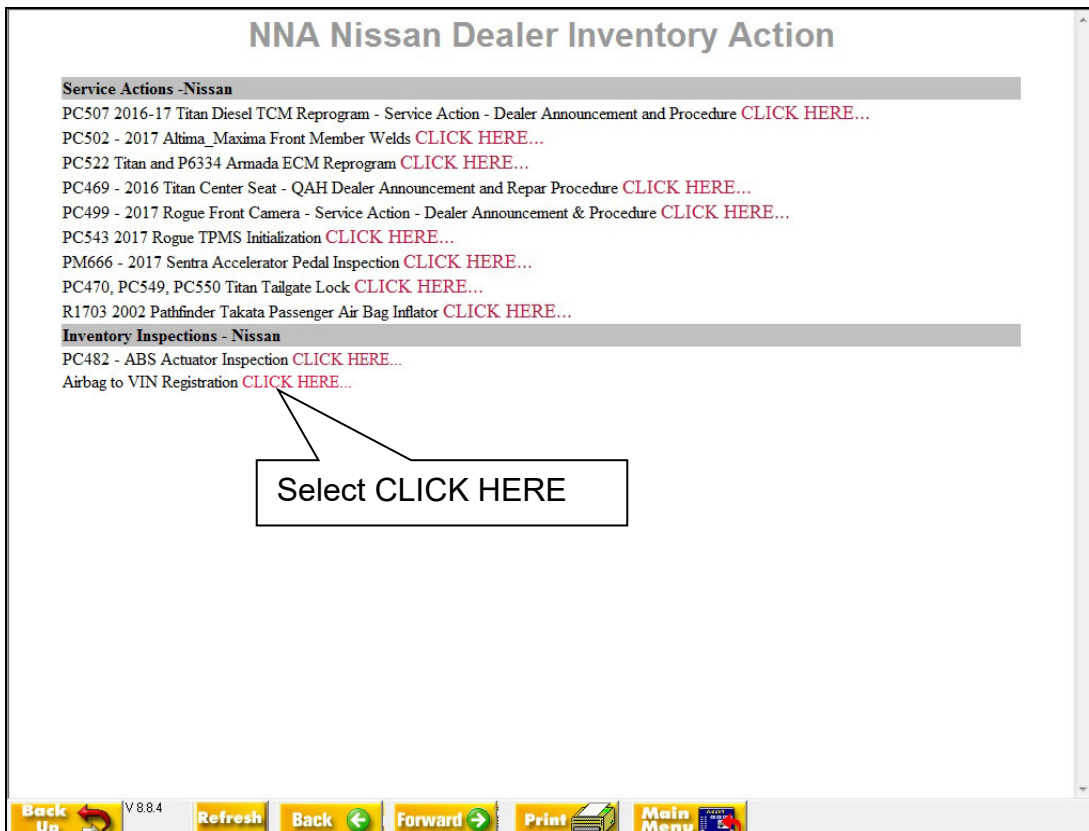 NNA Nissan Dealer Inventory Action
Service Actions -Nissan
PC507 2016-17 Titan Diesel TCM Reprogram - Service Action - Dealer Announcement and Procedure CLICK HERE...
PC502 - 2017 Altima_Maxima Front Member Welds CLICK HERE...
PC522 Titan and P6334 Armada ECM Reprogram CLICK HERE...
PC469 - 2016 Titan Center Seat - QAH Dealer Announcement and Repar Procedure CLICK HERE...
PC499 - 2017 Rogue Front Camera - Service Action - Dealer Announcement & Procedure CLICK HERE...
PC543 2017 Rogue TPMS Initialization CLICK HERE...
PM666 - 2017 Sentra Accelerator Pedal Inspection CLICK HERE...
PC470, PC549, PC550 Titan Tailgate Lock CLICK HERE...
R1703 2002 Pathfinder Takata Passenger Air Bag Inflator CLICK HERE...
Inventory Inspections - Nissan
PC482 - ABS Actuator Inspection CLICK HERE...
Airbag to VIN Registration CLICK HERE...
Select CLICK HERE
Back Up V 8.8.4 Refresh Back Forward Print Main Menu